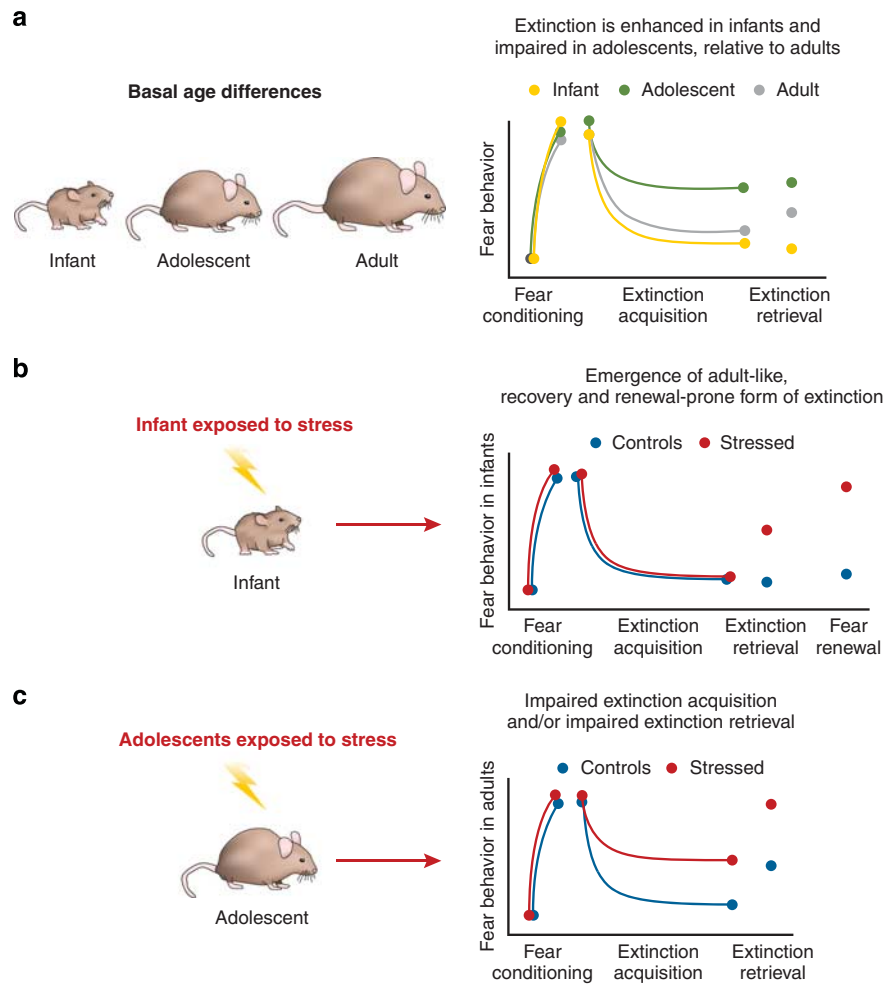 a
Extinction is enhanced in infants and
impaired in adolescents, relative to adults
Basal age differences
Infant
Adolescent
Adult
Infant
Adolescent
Adult
Fear behavior
Fear
conditioning
Extinction
acquisition
Extinction
retrieval
b
Emergence of adult-like,
recovery and renewal-prone form of extinction
Infant exposed to stress
Infant
Controls
Stressed
Fear behavior in infants
Fear
conditioning
Extinction
acquisition
Extinction
retrieval
Fear
renewal
c
Impaired extinction acquisition
and/or impaired extinction retrieval
Adolescents exposed to stress
Adolescent
Controls
Stressed
Fear behavior in adults
Fear
conditioning
Extinction
acquisition
Extinction
retrieval